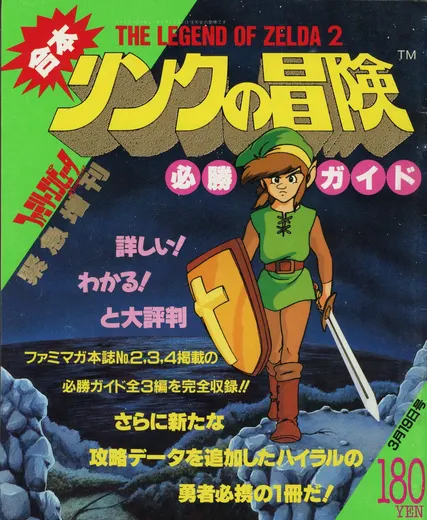 合本
THE LEGEND OF ZELDA 2
リンクの冒険
TM
必勝ガイド
緊急増刊
詳しい!
わかる!
と大評判
ファミマガ本誌No.2,3,4掲載の
必勝ガイド全3編を完全収録!!
さらに新たな
攻略データを追加したハイラルの
勇者必携の1冊だ!
3月19日号
180
YEN